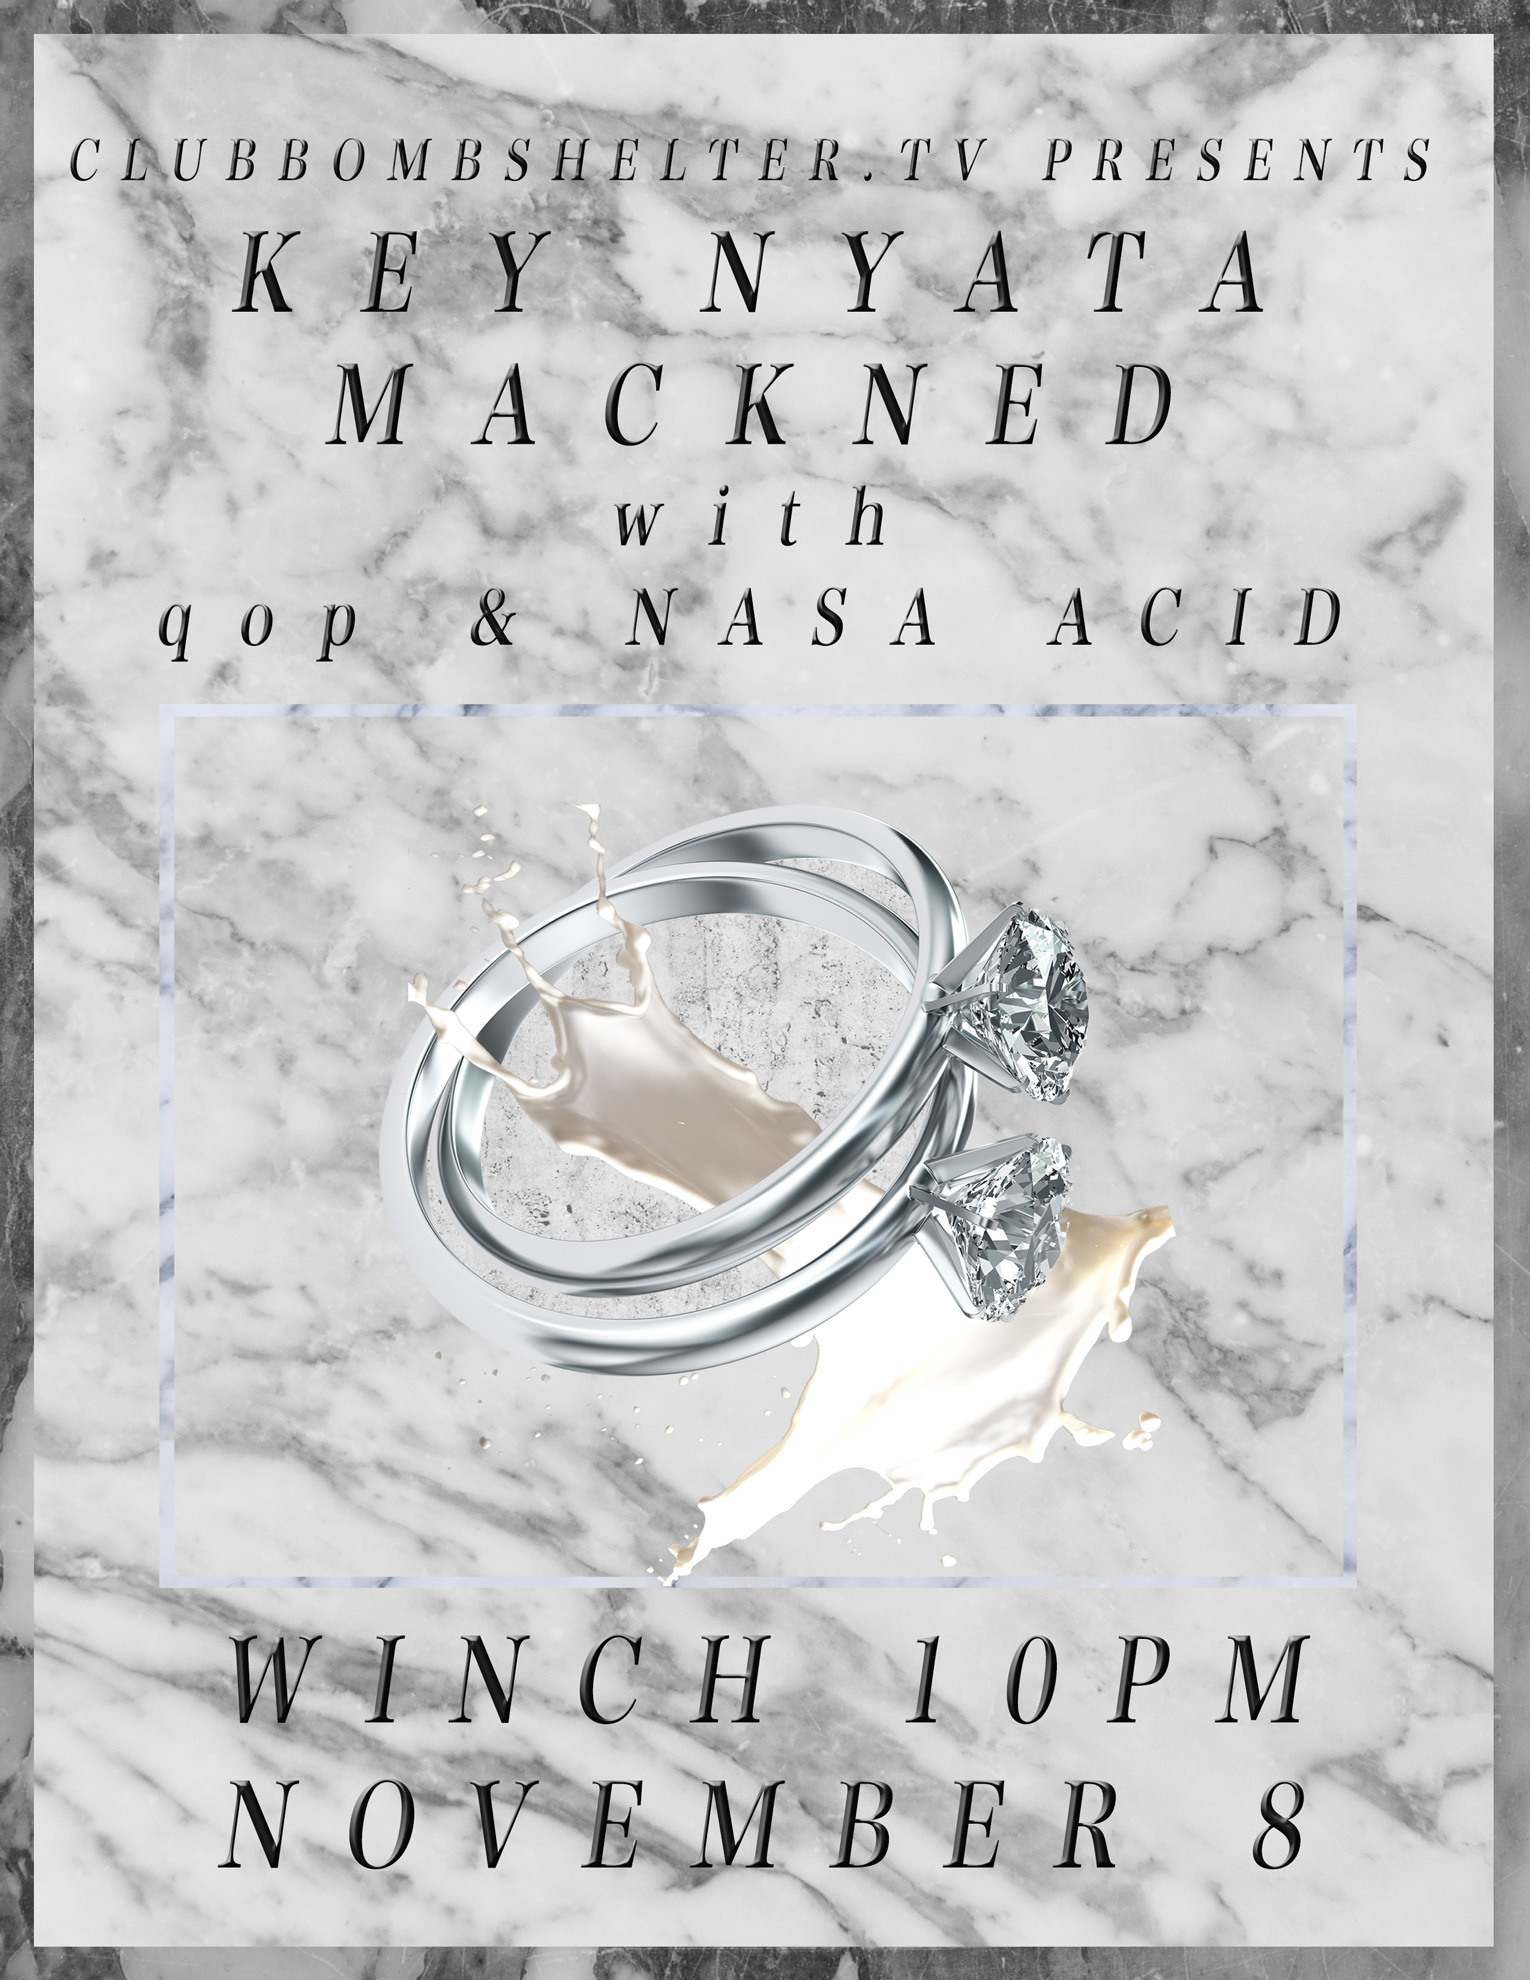 CLUBBOMBSHELTER.TV PRESENTS
KEY NYATA
MACKNED
with
qop & NASA ACID
WINCH 10PM
NOVEMBER 8